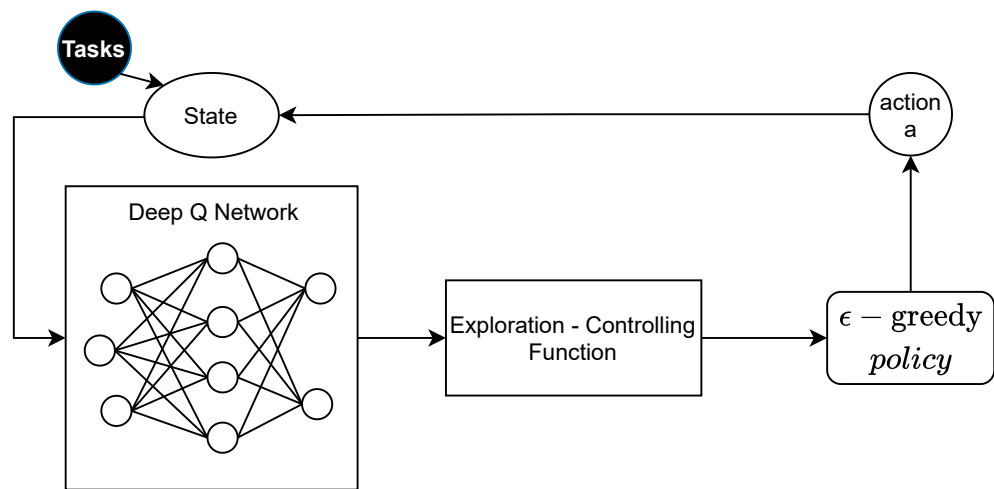 Tasks
State
action
a
Deep Q Network
Exploration - Controlling
Function
ϵ − greedy
policy